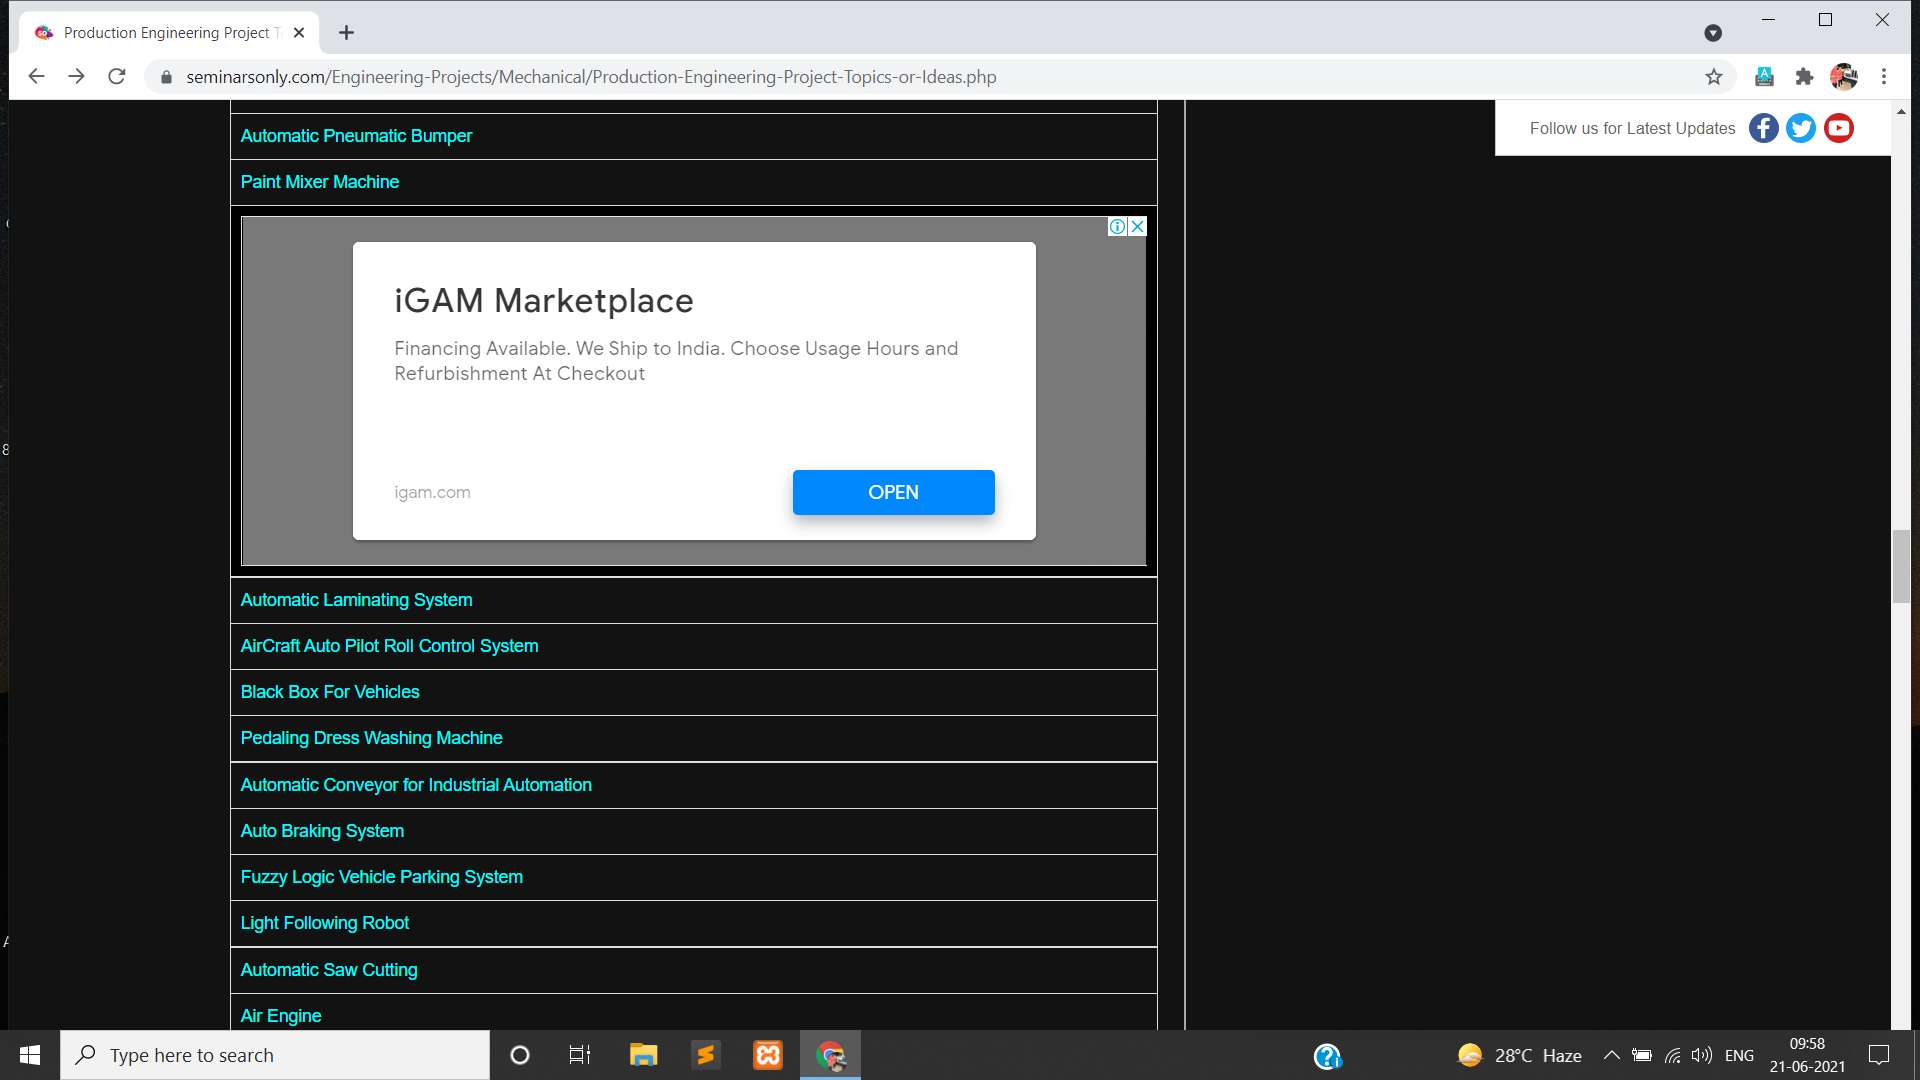 Production Engineering Project T
seminarsonly.com/Engineering-Projects/Mechanical/Production-Engineering-Project-Topics-or-Ideas.php
Follow us for Latest Updates
Automatic Pneumatic Bumper
Paint Mixer Machine
iGAM Marketplace
Financing Available. We Ship to India. Choose Usage Hours and
Refurbishment At Checkout
igam.com
OPEN
Automatic Laminating System
AirCraft Auto Pilot Roll Control System
Black Box For Vehicles
Pedaling Dress Washing Machine
Automatic Conveyor for Industrial Automation
Auto Braking System
Fuzzy Logic Vehicle Parking System
Light Following Robot
Automatic Saw Cutting
Air Engine
Type here to search
28°C Haze
ENG
09:58
21-06-2021